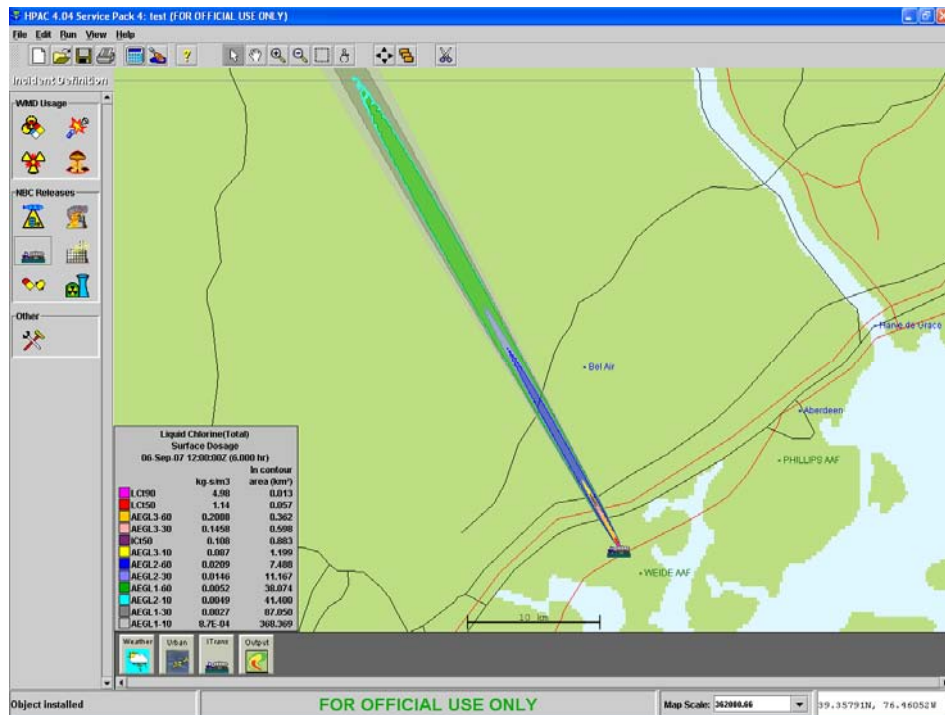 HPAC 4.04 Service Pack 4: test (FOR OFFICIAL USE ONLY)
File Edit Run View Help
Incident Definition
WMD Usage
NBC Releases
Other
Bel Air
Havre de Grace
Aberdeen
PHILLIPS AAF
WEIDE AAF
10 km
Liquid Chlorine(Total)
Surface Dosage
06-Sep-07 12:00:00Z (6.000 hr)
In contour
kg-s/m3 area (km²)
LCt90 4.98 0.013
LCt50 1.14 0.057
AEGL3-60 0.2008 0.362
AEGL3-30 0.1458 0.598
ICt50 0.108 0.883
AEGL3-10 0.087 1.199
AEGL2-60 0.0209 7.488
AEGL2-30 0.0146 11.167
AEGL1-60 0.0052 38.074
AEGL2-10 0.0049 41.400
AEGL1-30 0.0027 87.050
AEGL1-10 8.7E-04 368.369
Weather Urban ITrans Output
Object installed FOR OFFICIAL USE ONLY Map Scale: 362080.66 39.35791N, 76.46052W